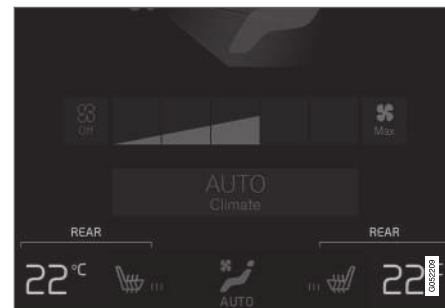 Off
Max
AUTO
Climate
REAR REAR
22°C 22
AUTO
G052209